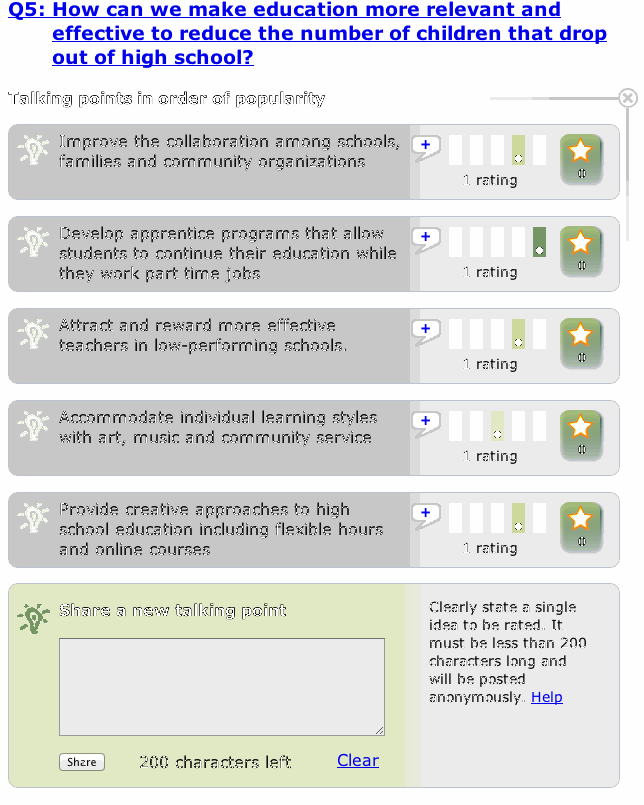 Q5: How can we make education more relevant and
effective to reduce the number of children that drop
out of high school?
Talking points in order of popularity
Improve the collaboration among schools,
families and community organizations
+
1 rating
0
Develop apprentice programs that allow
students to continue their education while
they work part time jobs
+
1 rating
0
Attract and reward more effective
teachers in low-performing schools.
+
1 rating
0
Accommodate individual learning styles
with art, music and community service
+
1 rating
0
Provide creative approaches to high
school education including flexible hours
and online courses
+
1 rating
0
Share a new talking point
Share
200 characters left
Clear
Clearly state a single
idea to be rated. It
must be less than 200
characters long and
will be posted
anonymously. Help